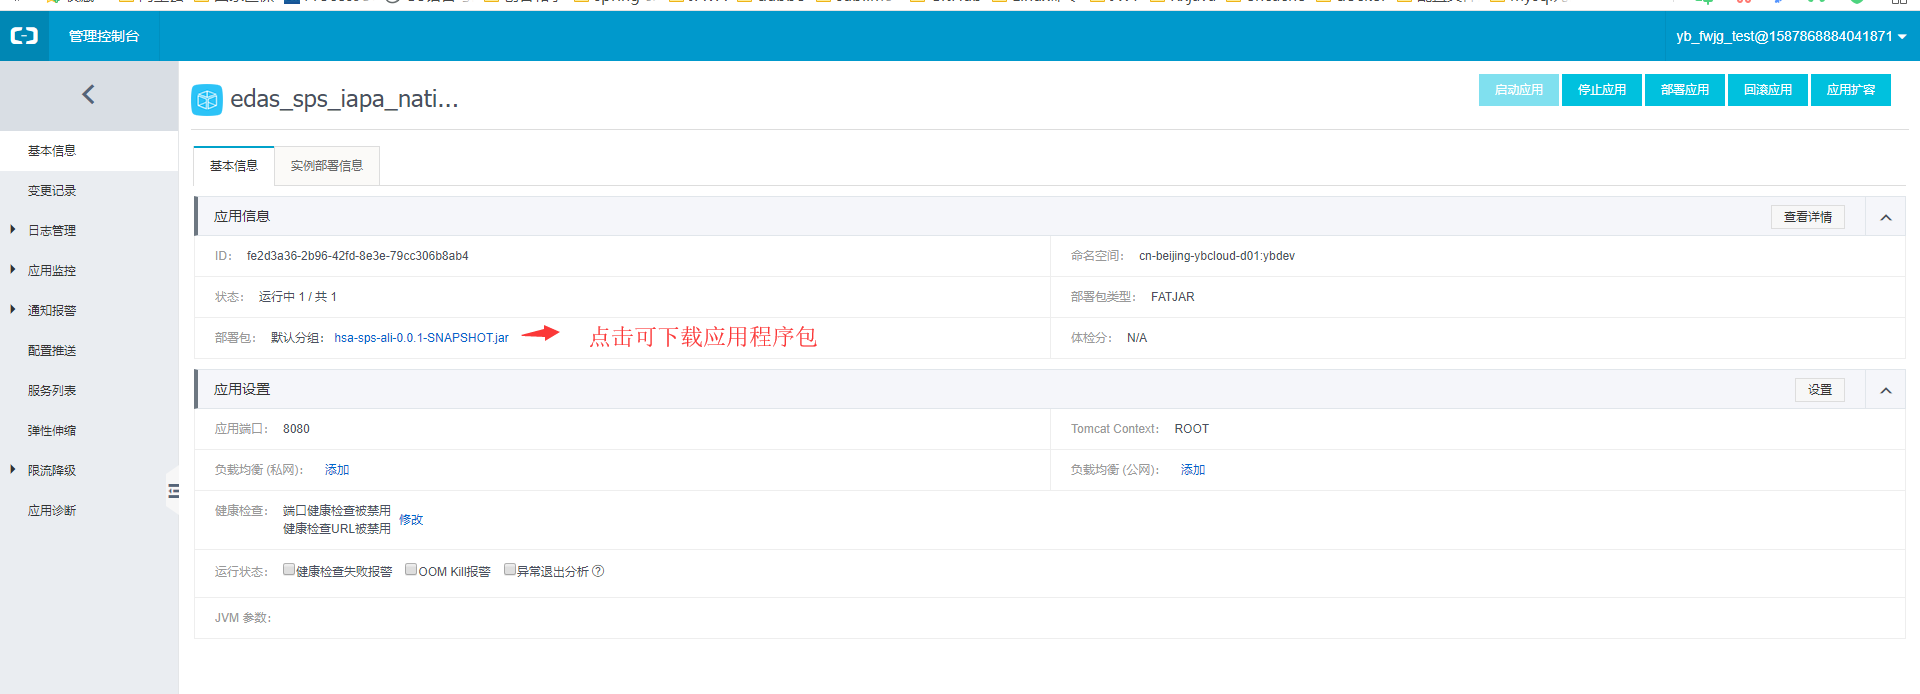 管理控制台
yb_fwjg_test@1587868884041871
edas_sps_iapa_nati...
启动应用 停止应用 部署应用 回滚应用 应用扩容
基本信息
变更记录
日志管理
应用监控
通知报警
配置推送
服务列表
弹性伸缩
限流降级
应用诊断
基本信息 实例部署信息
应用信息 查看详情
ID： fe2d3a36-2b96-42fd-8e3e-79cc306b8ab4
命名空间： cn-beijing-ybcloud-d01:ybdev
状态： 运行中 1 / 共 1
部署包类型： FATJAR
部署包： 默认分组： hsa-sps-ali-0.0.1-SNAPSHOT.jar 点击可下载应用程序包
体检分： N/A
应用设置 设置
应用端口： 8080
Tomcat Context： ROOT
负载均衡 (私网)： 添加
负载均衡 (公网)： 添加
健康检查： 端口健康检查被禁用
健康检查URL被禁用 修改
运行状态： 健康检查失败报警 OOM Kill报警 异常退出分析
JVM 参数：